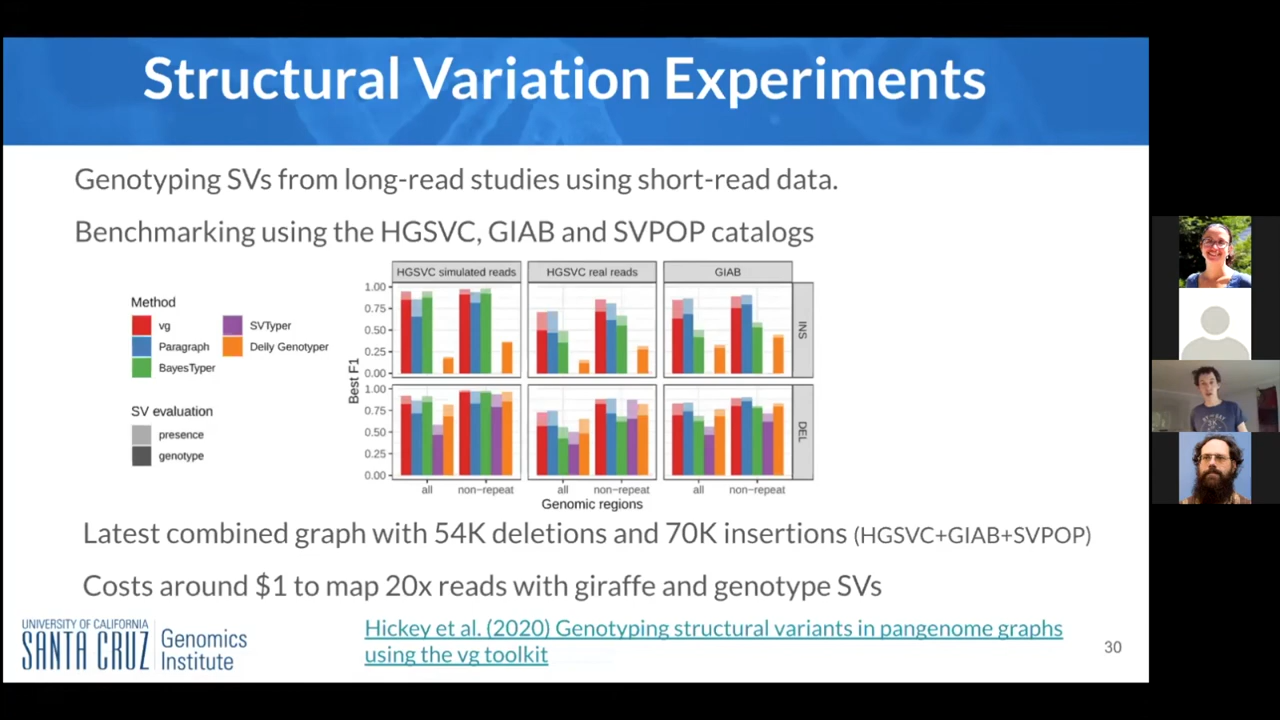 Structural Variation Experiments
Genotyping SVs from long-read studies using short-read data.
Benchmarking using the HGSVC, GIAB and SVPOP catalogs
Method
vg
SVTyper
Paragraph
Delly Genotyper
BayesTyper
SV evaluation
presence
genotype
HGSVC simulated reads
HGSVC real reads
GIAB
Best F1
1.00
0.75
0.50
0.25
0.00
INS
1.00
0.75
0.50
0.25
0.00
DEL
all
non-repeat
all
non-repeat
all
non-repeat
Genomic regions
Latest combined graph with 54K deletions and 70K insertions (HGSVC+GIAB+SVPOP)
Costs around $1 to map 20x reads with giraffe and genotype SVs
UNIVERSITY OF CALIFORNIA
SANTA CRUZ
Genomics
Institute
Hickey et al. (2020) Genotyping structural variants in pangenome graphs
using the vg toolkit
30